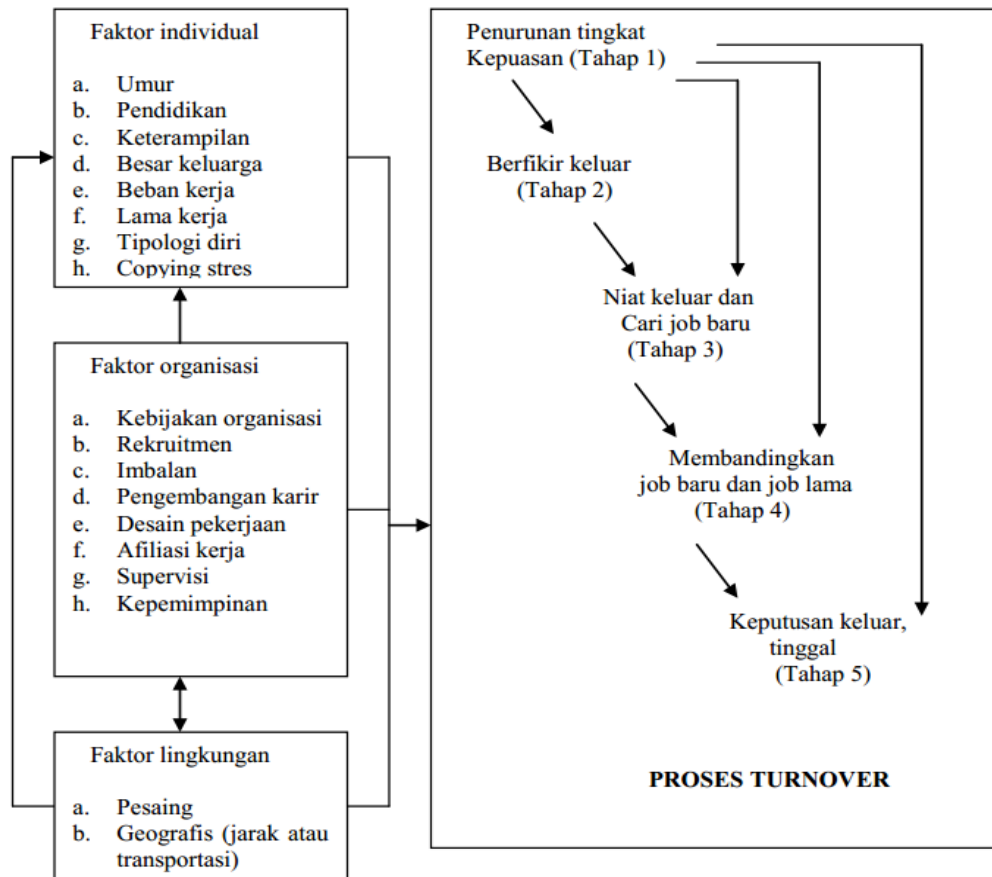 Faktor individual
a. Umur
b. Pendidikan
c. Keterampilan
d. Besar keluarga
e. Beban kerja
f. Lama kerja
g. Tipologi diri
h. Copying stres
Faktor organisasi
a. Kebijakan organisasi
b. Rekruitmen
c. Imbalan
d. Pengembangan karir
e. Desain pekerjaan
f. Afiliasi kerja
g. Supervisi
h. Kepemimpinan
Faktor lingkungan
a. Pesaing
b. Geografis (jarak atau
transportasi)
Penurunan tingkat
Kepuasan (Tahap 1)
Berfikir keluar
(Tahap 2)
Niat keluar dan
Cari job baru
(Tahap 3)
Membandingkan
job baru dan job lama
(Tahap 4)
Keputusan keluar,
tinggal
(Tahap 5)
PROSES TURNOVER